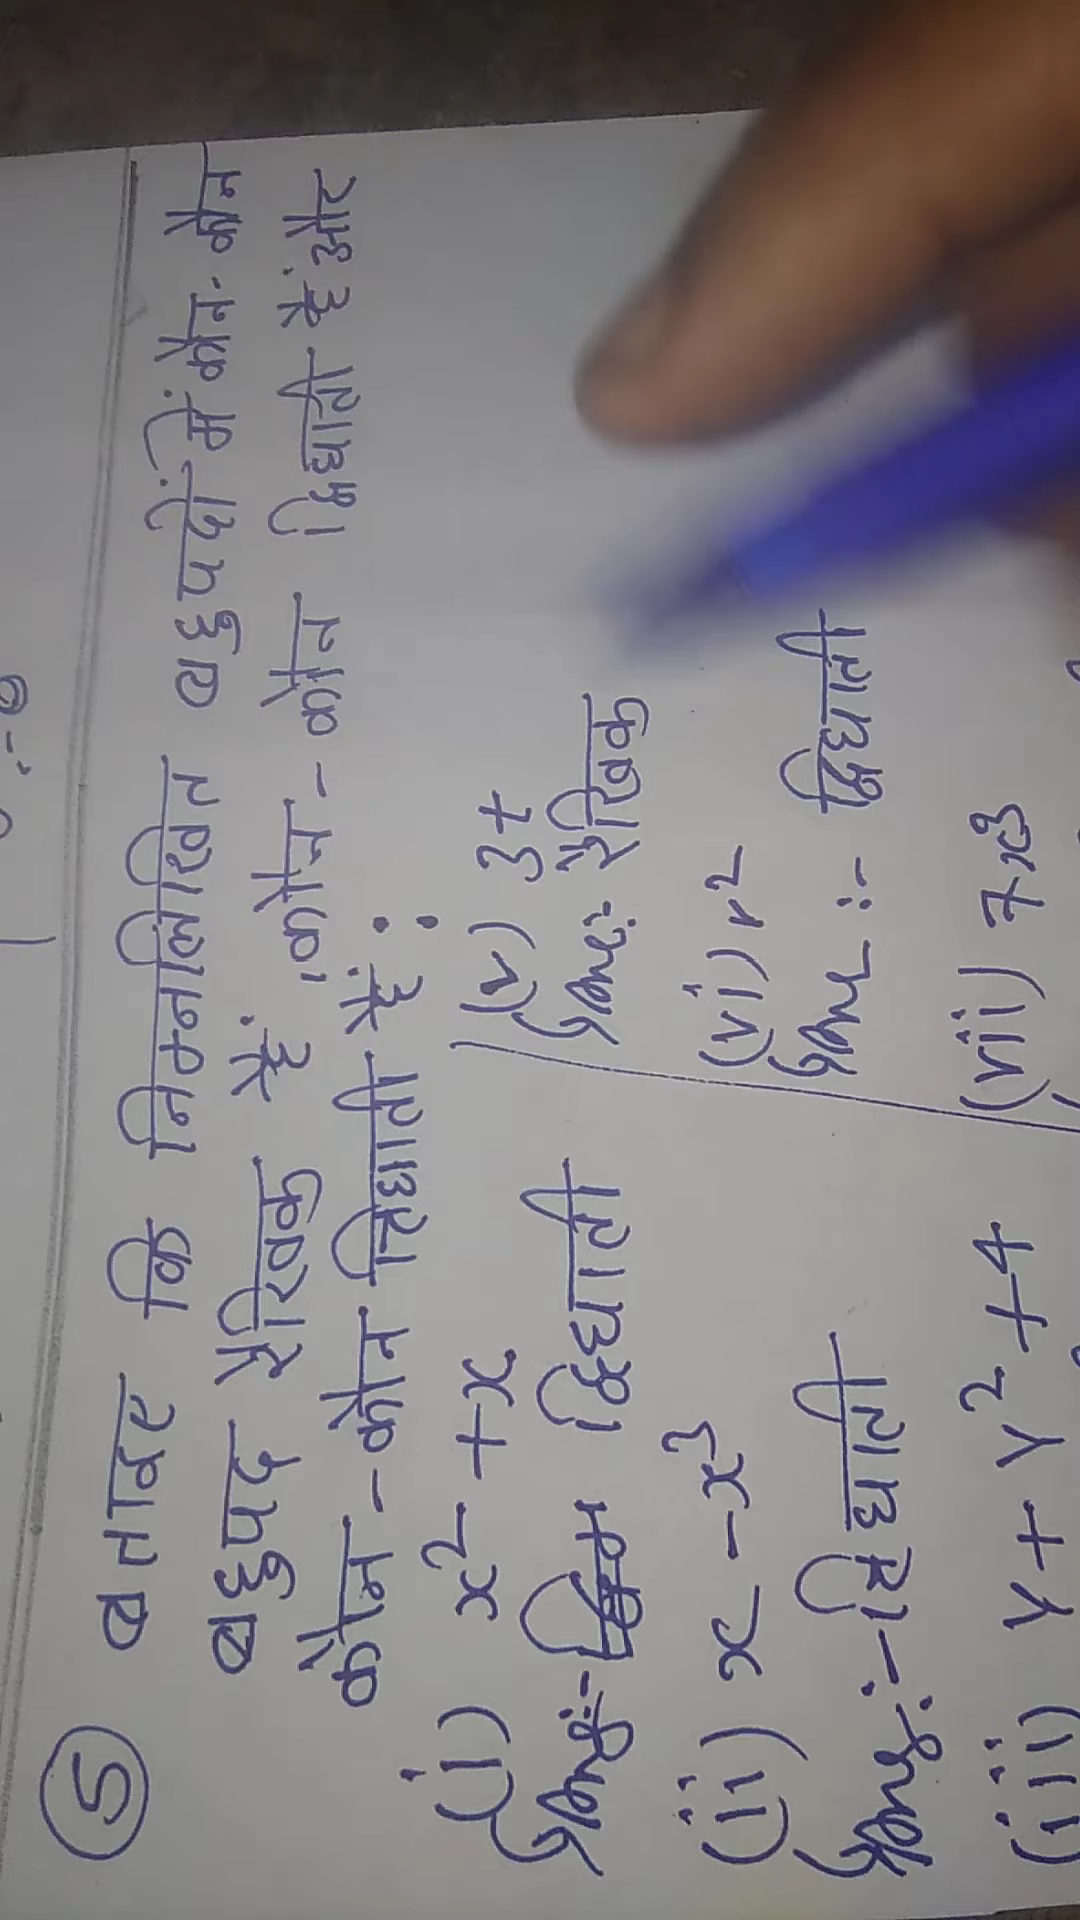 ⑤ बताइए कि निम्नलिखित बहुपदों में कौन-कौन
बहुपद रैखिक हैं, कौन-कौन द्विघाती हैं और
कौन-कौन त्रिघाती हैं:
(i) x² + x
Ans:- द्विघाती
(ii) x - x³
Ans:- त्रिघाती
(iii) y + y² + 4
(v) 3t
Ans:- रैखिक
(vi) r²
Ans:- द्विघाती
(vii) 7x³